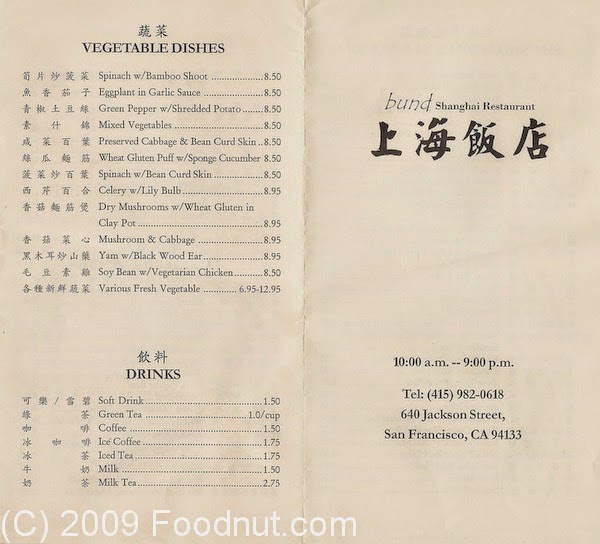 蔬菜
VEGETABLE DISHES
筍片炒菠菜 Spinach w/Bamboo Shoot ..................8.50
魚香茄子 Eggplant in Garlic Sauce ....................8.50
青椒土豆絲 Green Pepper w/Shredded Potato........8.50
素什錦 Mixed Vegetables ............................8.50
咸菜百葉 Preserved Cabbage & Bean Curd Skin..8.50
絲瓜麵筋 Wheat Gluten Puff w/Sponge Cucumber 8.50
菠菜炒百葉 Spinach w/Bean Curd Skin ................8.50
西芹百合 Celery w/Lily Bulb..........................8.95
香菇麵筋煲 Dry Mushrooms w/Wheat Gluten in
Clay Pot......................................8.95
香菇菜心 Mushroom & Cabbage ......................8.95
黑木耳炒山藥 Yam w/Black Wood Ear....................8.95
毛豆素雞 Soy Bean w/Vegetarian Chicken..........8.50
各種新鮮蔬菜 Various Fresh Vegetable ............ 6.95-12.95
飲料
DRINKS
可樂/雪碧 Soft Drink..................................1.50
綠茶 Green Tea ................................1.0/cup
咖啡 Coffee ......................................1.50
冰咖啡 Ice Coffee..................................1.75
冰茶 Iced Tea....................................1.75
牛奶 Milk ..........................................1.50
奶茶 Milk Tea....................................2.75
bund Shanghai Restaurant
上海飯店
10:00 a.m. -- 9:00 p.m.
Tel: (415) 982-0618
640 Jackson Street,
San Francisco, CA 94133
(C) 2009 Foodnut.com